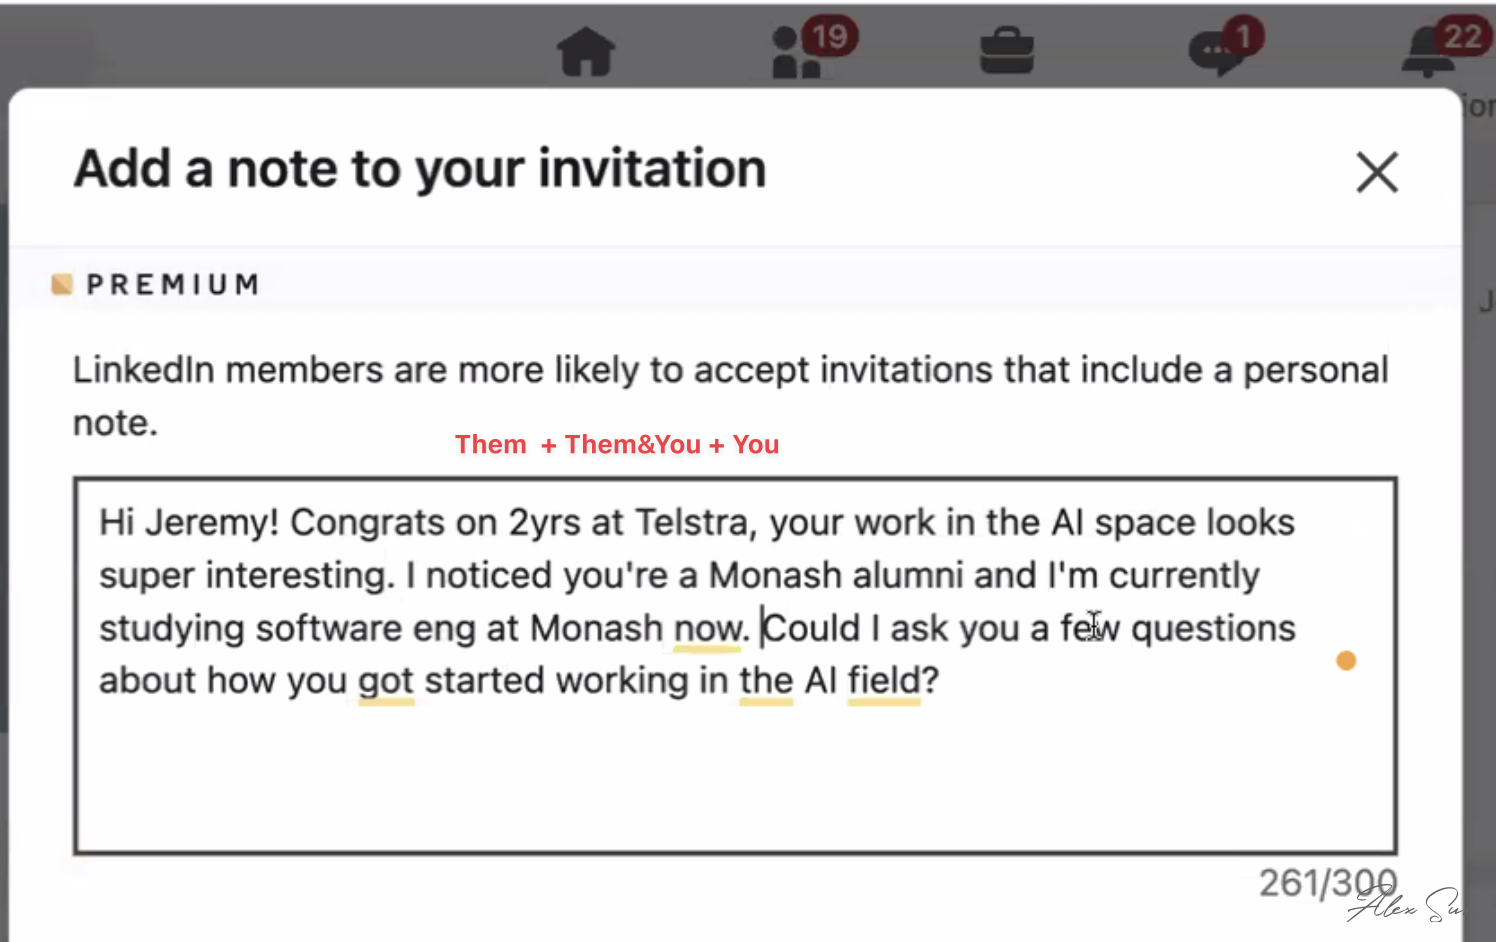 19
1
22
ion
Add a note to your invitation
J
PREMIUM
LinkedIn members are more likely to accept invitations that include a personal
note.
Them + Them&You + You
Hi Jeremy! Congrats on 2yrs at Telstra, your work in the AI space looks
super interesting. I noticed you're a Monash alumni and I'm currently
studying software eng at Monash now. Could I ask you a few questions
about how you got started working in the AI field?
261/300
Alex Su